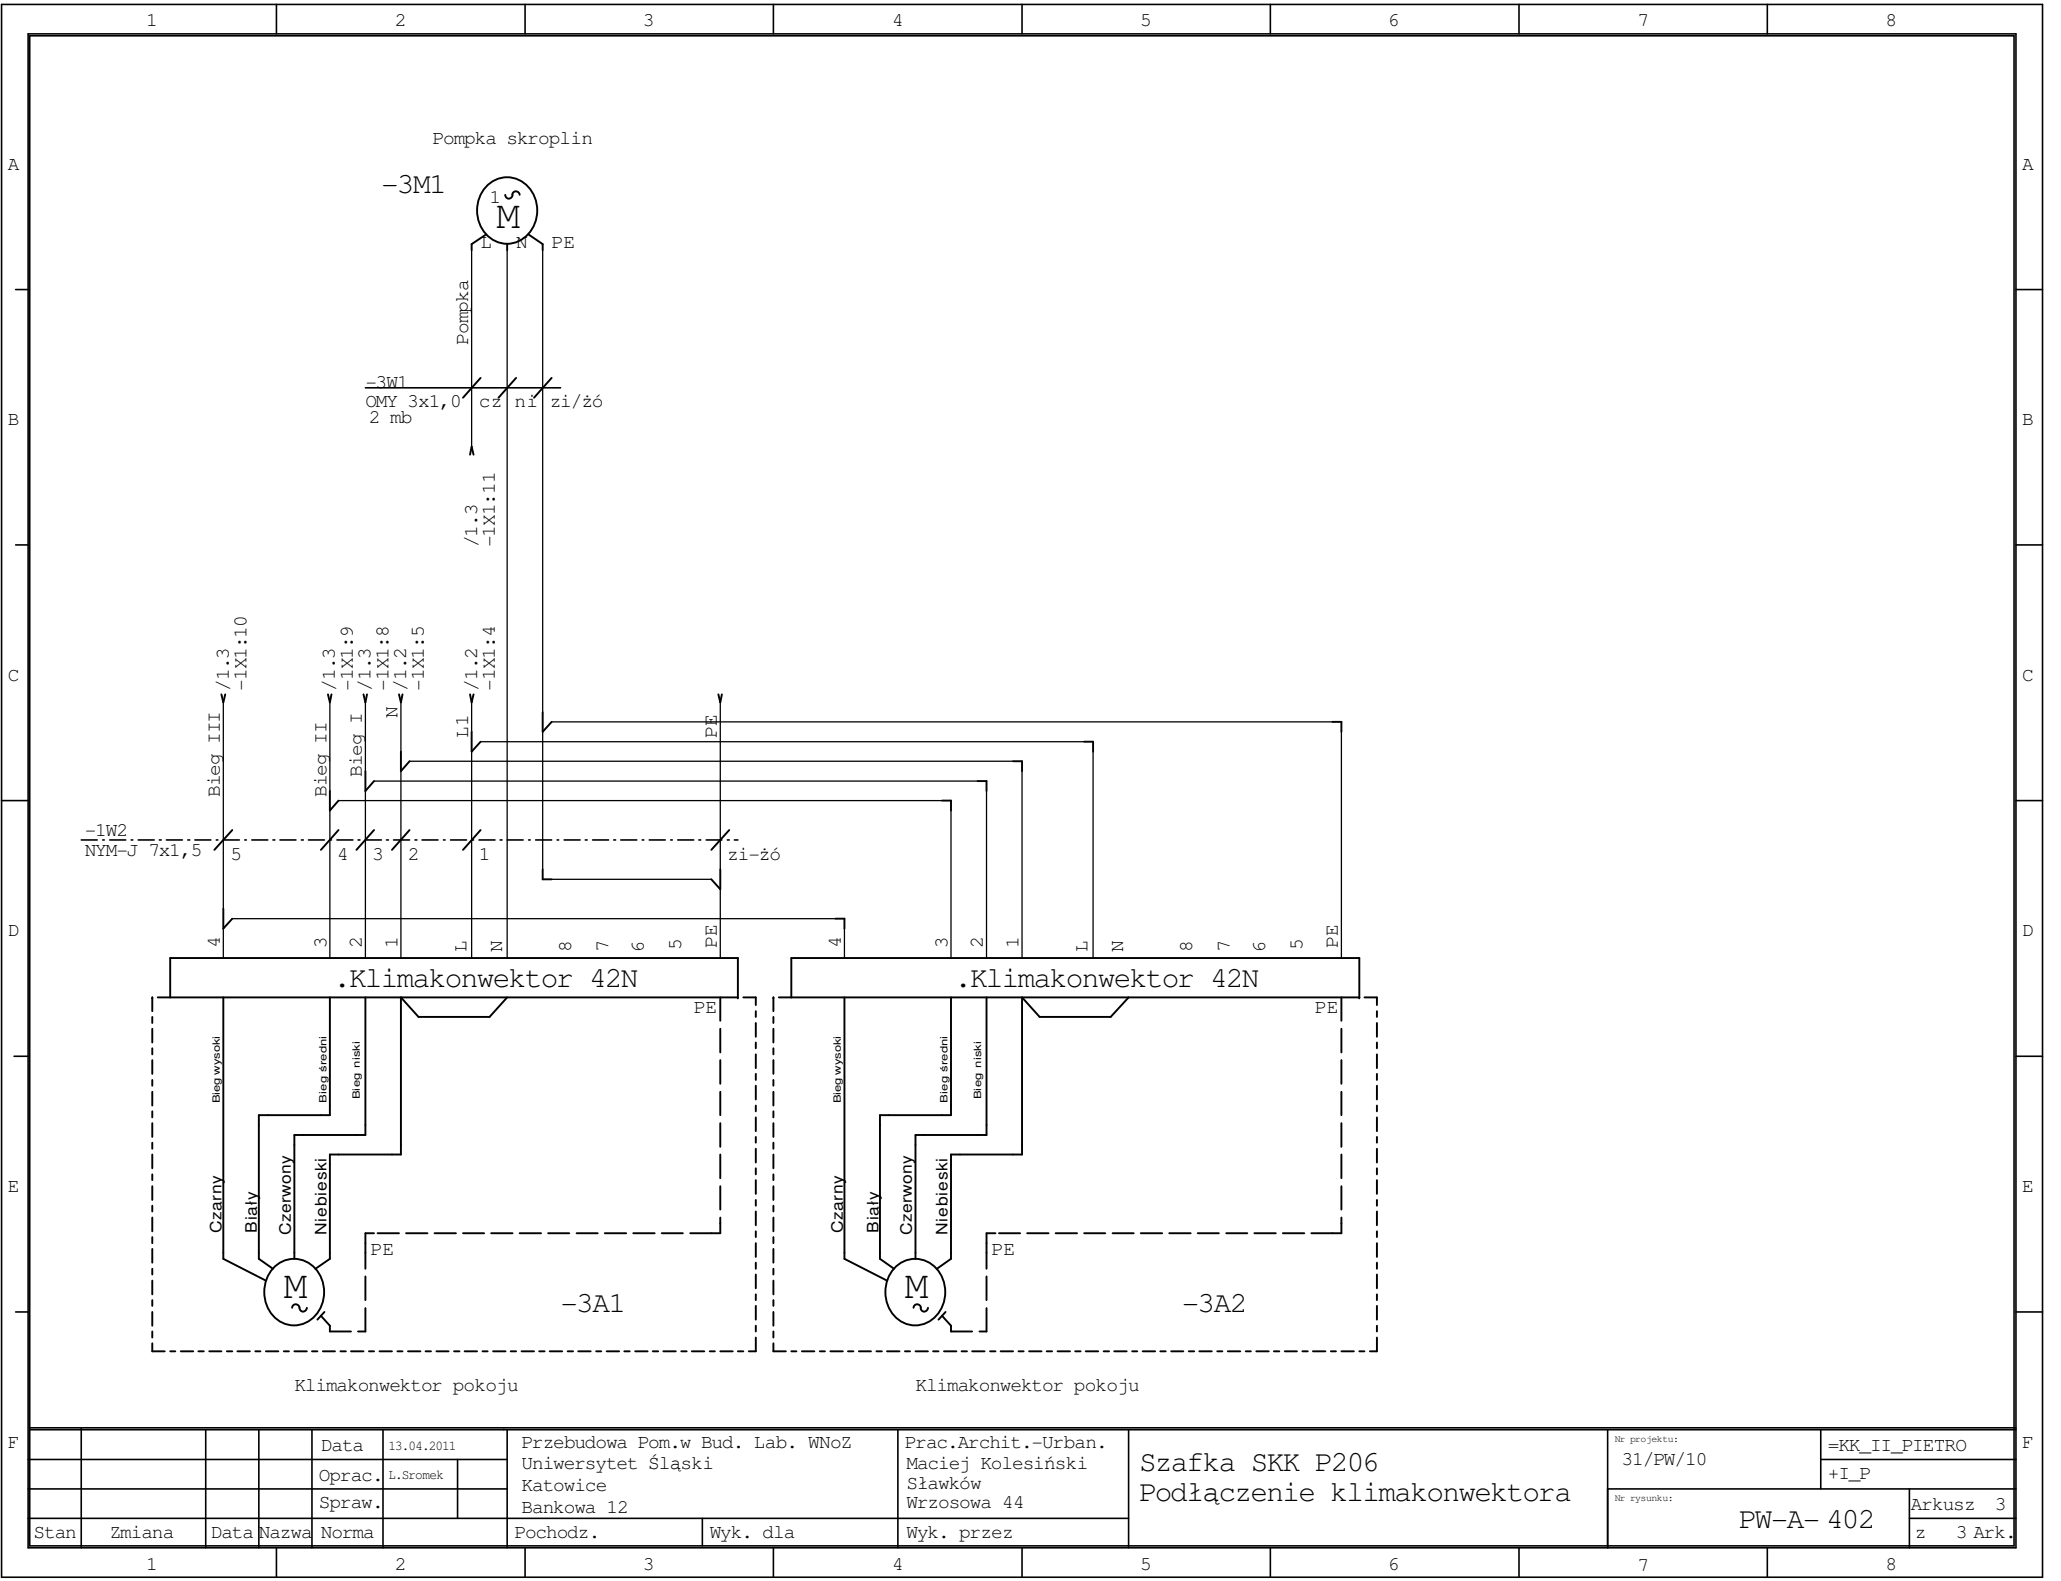 1 2 3 4 5 6 7 8
Pompka skroplin
A A
-3M1
1
M
L N PE
Pompka
-3W1
OMY 3x1,0 cz ni zi/żó
2 mb
B B
/1.3
-1X1:11
/1.3
-1X1:10
/1.3
-1X1:9
/1.3
-1X1:8
/1.2
-1X1:5
/1.2
-1X1:4
C C
Bieg III
Bieg II
Bieg I
N
L1
PE
-1W2
NYM-J 7x1,5 5 4 3 2 1 zi-żó
D D
4 3 2 1 L N 8 7 6 5 PE
4 3 2 1 L N 8 7 6 5 PE
.Klimakonwektor 42N
.Klimakonwektor 42N
PE
PE
Bieg wysoki
Bieg średni
Bieg niski
Bieg wysoki
Bieg średni
Bieg niski
E E
Czarny
Biały
Czerwony
Niebieski
Czarny
Biały
Czerwony
Niebieski
PE
PE
M
M
-3A1
-3A2
Klimakonwektor pokoju
Klimakonwektor pokoju
F F
Data 13.04.2011
Oprac. L.Sromek
Spraw.
Stan Zmiana Data Nazwa Norma
Przebudowa Pom.w Bud. Lab. WNoZ
Uniwersytet Śląski
Katowice
Bankowa 12
Pochodz. Wyk. dla
Prac.Archit.-Urban.
Maciej Kolesiński
Sławków
Wrzosowa 44
Wyk. przez
Szafka SKK P206
Podłączenie klimakonwektora
Nr projektu:
31/PW/10
=KK_II_PIETRO
+I_P
Nr rysunku:
PW-A- 402
Arkusz 3
z 3 Ark.
1 2 3 4 5 6 7 8